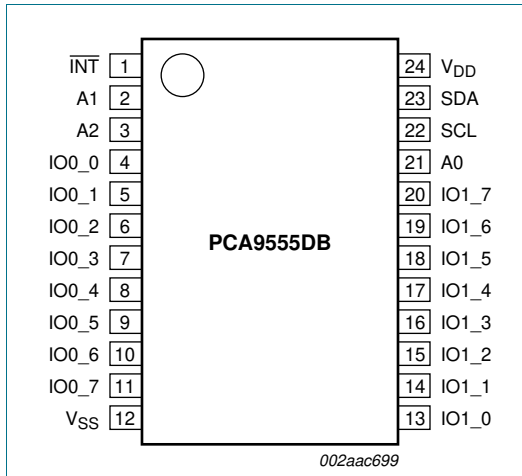 I̅N̅T̅ 1 24 VDD
A1 2 23 SDA
A2 3 22 SCL
IO0_0 4 21 A0
IO0_1 5 20 IO1_7
IO0_2 6 19 IO1_6
IO0_3 7 18 IO1_5
PCA9555DB
IO0_4 8 17 IO1_4
IO0_5 9 16 IO1_3
IO0_6 10 15 IO1_2
IO0_7 11 14 IO1_1
VSS 12 13 IO1_0
002aac699